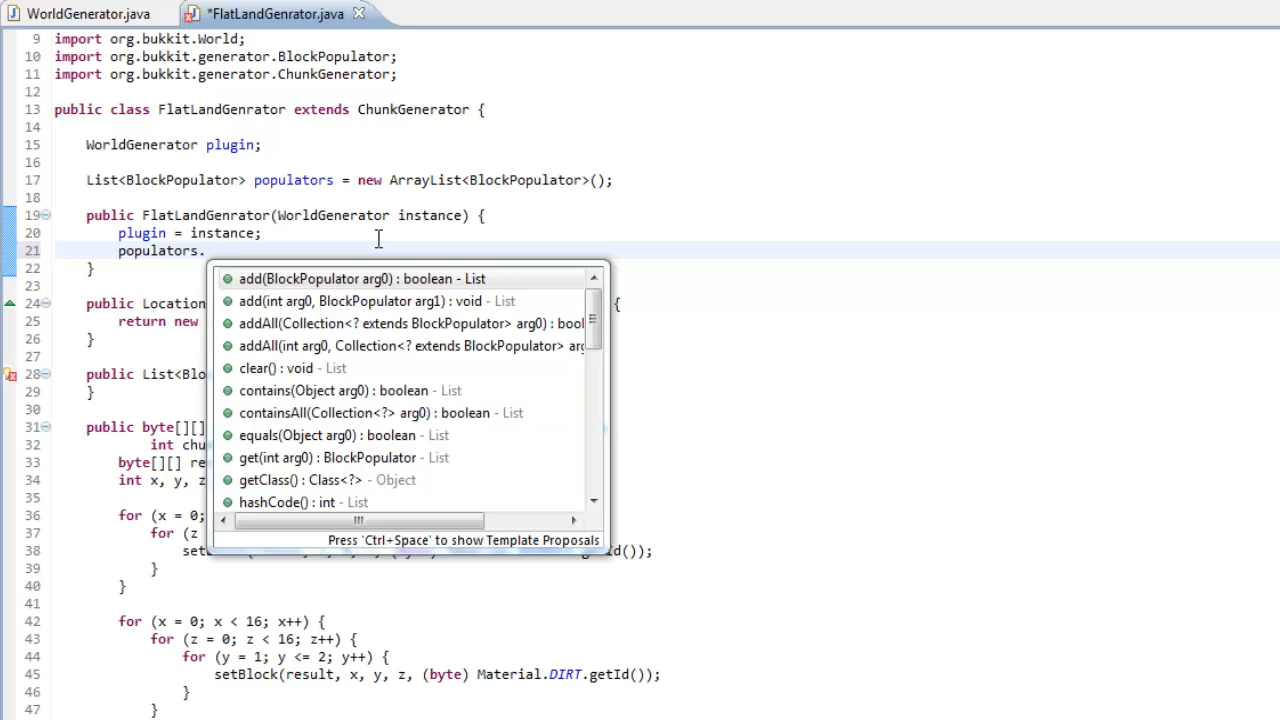 WorldGenerator.java
*FlatLandGenrator.java
9 import org.bukkit.World;
10 import org.bukkit.generator.BlockPopulator;
11 import org.bukkit.generator.ChunkGenerator;
12
13 public class FlatLandGenrator extends ChunkGenerator {
14
15 WorldGenerator plugin;
16
17 List<BlockPopulator> populators = new ArrayList<BlockPopulator>();
18
19 public FlatLandGenrator(WorldGenerator instance) {
20 plugin = instance;
21 populators.
22 }
23
24 public Location {
25 return new
26 }
27
28 public List<Blo
29 }
30
31 public byte[][]
32 int chu
33 byte[][] re
34 int x, y, z
35
36 for (x = 0;
37 for (z
38 set d());
39 }
40 }
41
42 for (x = 0; x < 16; x++) {
43 for (z = 0; z < 16; z++) {
44 for (y = 1; y <= 2; y++) {
45 setBlock(result, x, y, z, (byte) Material.DIRT.getId());
46 }
47 }
add(BlockPopulator arg0) : boolean - List
add(int arg0, BlockPopulator arg1) : void - List
addAll(Collection<? extends BlockPopulator> arg0) : bool
addAll(int arg0, Collection<? extends BlockPopulator> arg
clear() : void - List
contains(Object arg0) : boolean - List
containsAll(Collection<?> arg0) : boolean - List
equals(Object arg0) : boolean - List
get(int arg0) : BlockPopulator - List
getClass() : Class<?> - Object
hashCode() : int - List
Press 'Ctrl+Space' to show Template Proposals